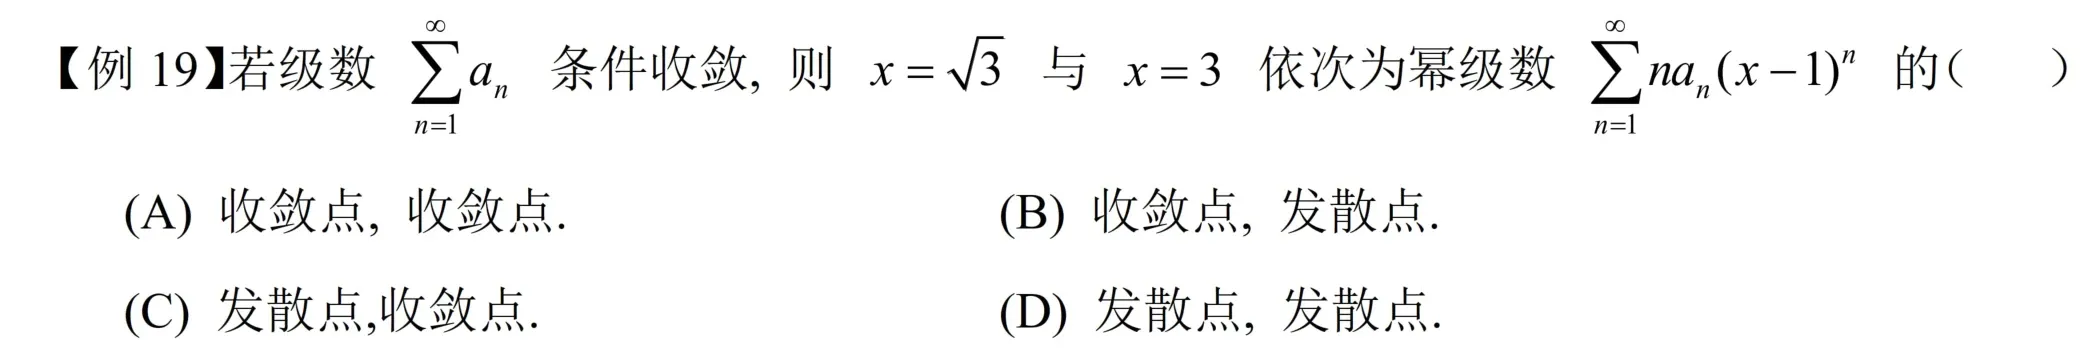 【例 19】若级数 $\sum_{n=1}^{\infty} a_n$ 条件收敛, 则 $x=\sqrt{3}$ 与 $x=3$ 依次为幂级数 $\sum_{n=1}^{\infty} na_n(x-1)^n$ 的(　　)
(A) 收敛点, 收敛点. (B) 收敛点, 发散点.
(C) 发散点,收敛点. (D) 发散点, 发散点.